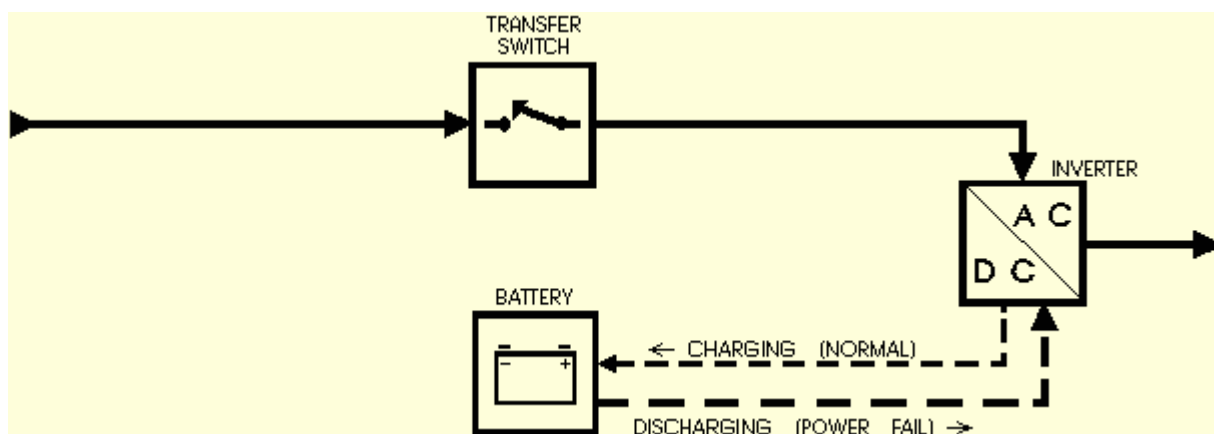 TRANSFER
SWITCH
INVERTER
A C
D C
BATTERY
← CHARGING (NORMAL)
DISCHARGING (POWER FAIL) →